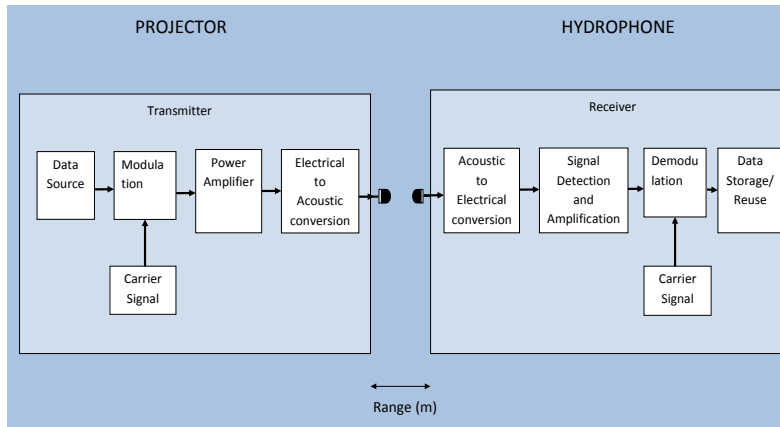 PROJECTOR
HYDROPHONE
Transmitter
Data
Source
Modula
tion
Power
Amplifier
Electrical
to
Acoustic
conversion
Carrier
Signal
Receiver
Acoustic
to
Electrical
conversion
Signal
Detection
and
Amplification
Demodu
lation
Data
Storage/
Reuse
Carrier
Signal
Range (m)